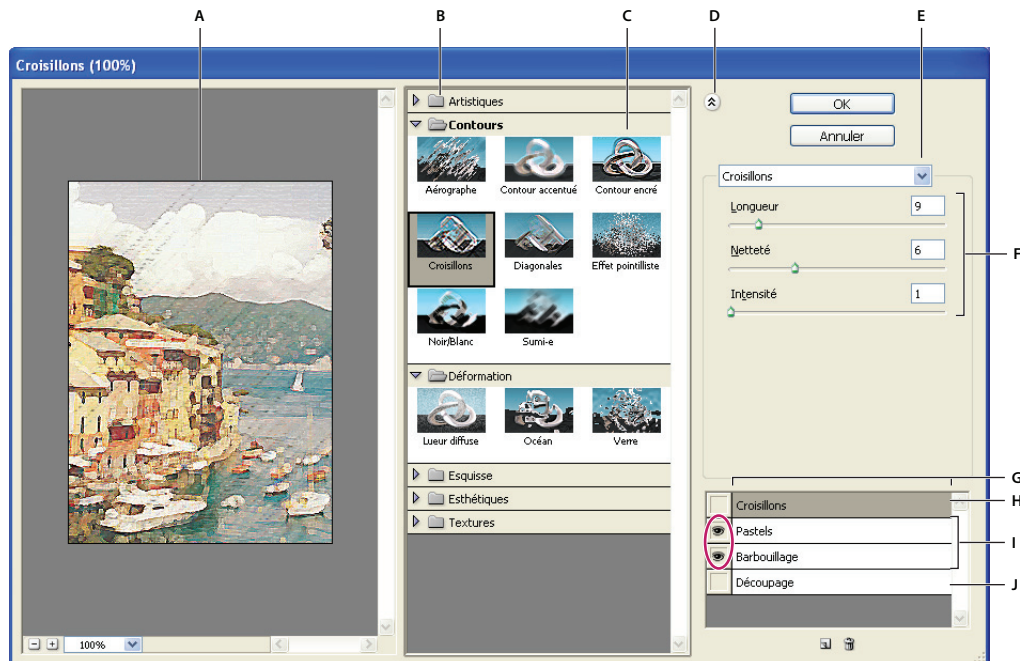 A B C D E
Croisillons (100%)
Artistiques
Contours
Aérographe Contour accentué Contour encré
Croisillons Diagonales Effet pointilliste
Noir/Blanc Sumi-e
Déformation
Lueur diffuse Océan Verre
Esquisse
Esthétiques
Textures
100%
OK
Annuler
Croisillons
Longueur 9
Netteté 6
Intensité 1
F
G
Croisillons H
Pastels
I
Barbouillage
Découpage J